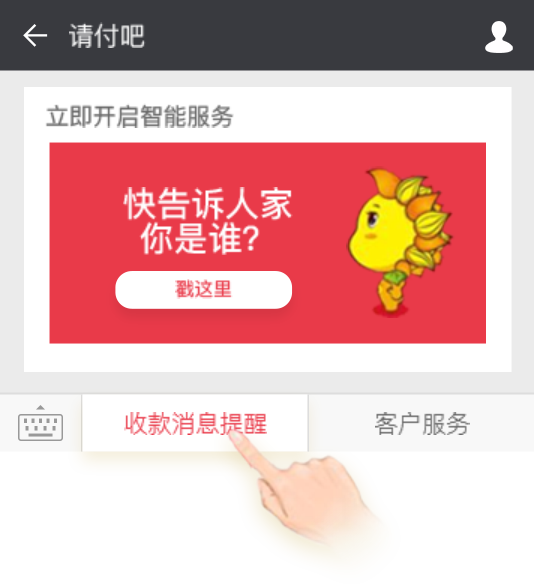 请付吧
立即开启智能服务
快告诉人家
你是谁？
戳这里
收款消息提醒
客户服务